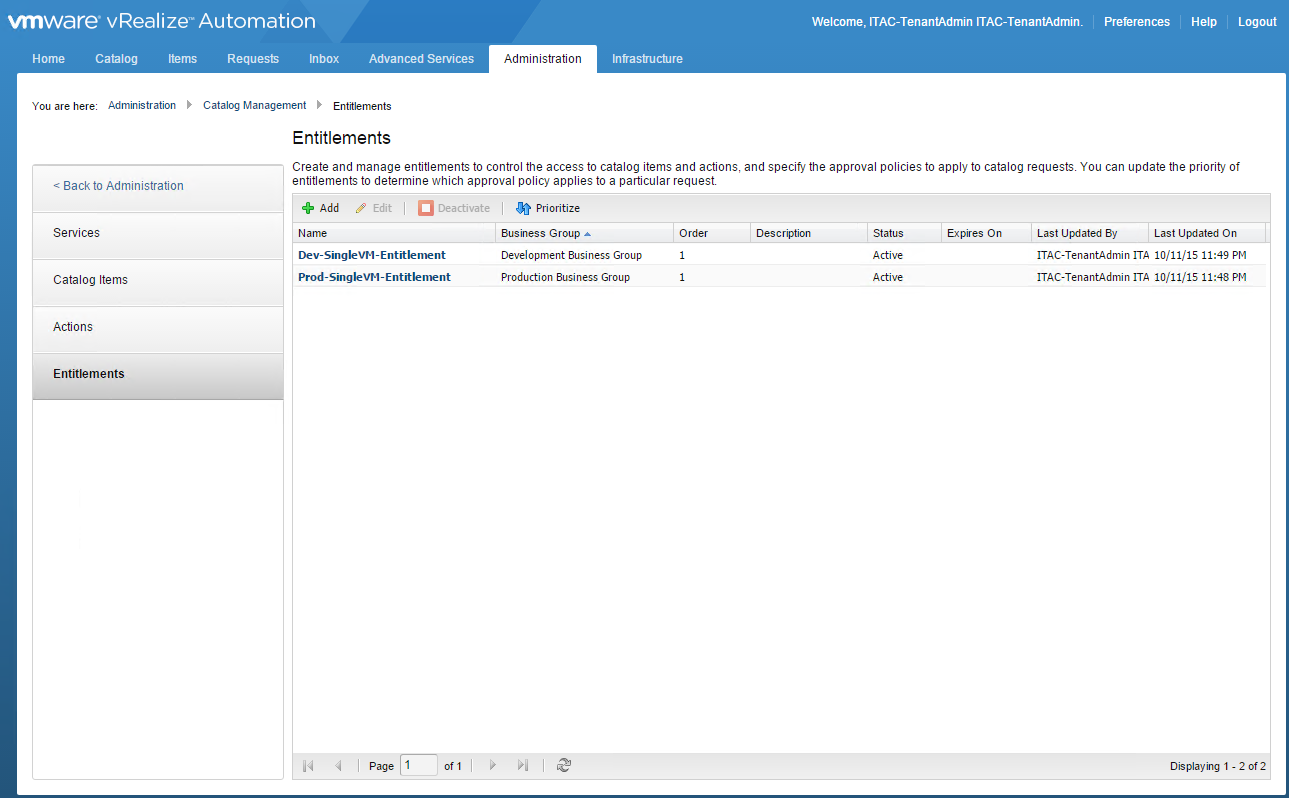 vmware® vRealize™ Automation
Welcome, ITAC-TenantAdmin ITAC-TenantAdmin. Preferences Help Logout
Home Catalog Items Requests Inbox Advanced Services Administration Infrastructure
You are here: Administration Catalog Management Entitlements
Entitlements
Create and manage entitlements to control the access to catalog items and actions, and specify the approval policies to apply to catalog requests. You can update the priority of
entitlements to determine which approval policy applies to a particular request.
< Back to Administration
Services
Catalog Items
Actions
Entitlements
Add Edit Deactivate Prioritize
Name Business Group Order Description Status Expires On Last Updated By Last Updated On
Dev-SingleVM-Entitlement Development Business Group 1 Active ITAC-TenantAdmin ITA 10/11/15 11:49 PM
Prod-SingleVM-Entitlement Production Business Group 1 Active ITAC-TenantAdmin ITA 10/11/15 11:48 PM
Page 1 of 1 Displaying 1 - 2 of 2